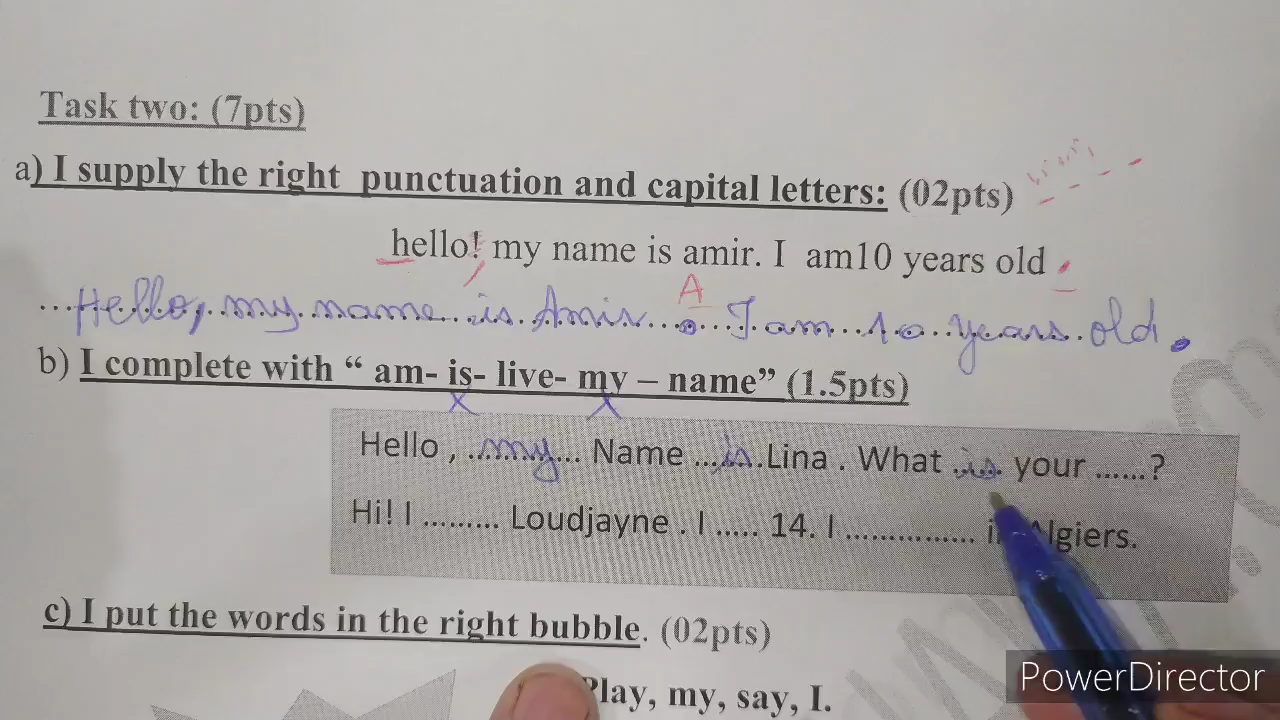 Task two: (7pts)
a) I supply the right punctuation and capital letters: (02pts)
hello! my name is amir. I am10 years old .
A
Hello, my name is Amir. I am 10 years old.
b) I complete with “ am- is- live- my – name” (1.5pts)
Hello , ...my... Name ...is.Lina . What ..is. your ......?
Hi! I ......... Loudjayne . I ..... 14. I ............... Algiers.
c) I put the words in the right bubble. (02pts)
Play, my, say, I.
PowerDirector